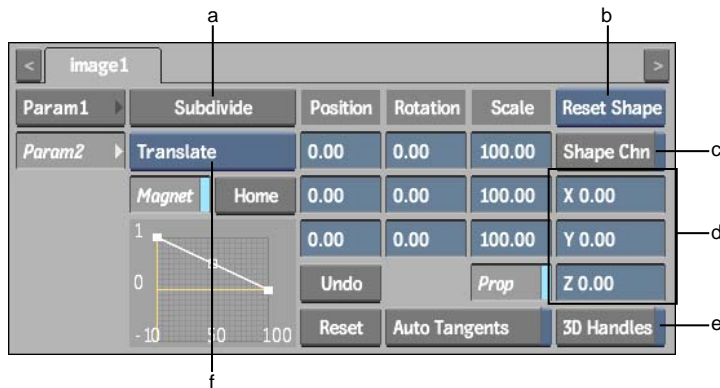 a
b
< image1 >
Param1 Subdivide Position Rotation Scale Reset Shape
Param2 Translate 0.00 0.00 100.00 Shape Chn
c
Magnet Home 0.00 0.00 100.00 X 0.00
1 0.00 0.00 100.00 Y 0.00
d
0 Undo Prop Z 0.00
-10 50 100 Reset Auto Tangents 3D Handles
e
f